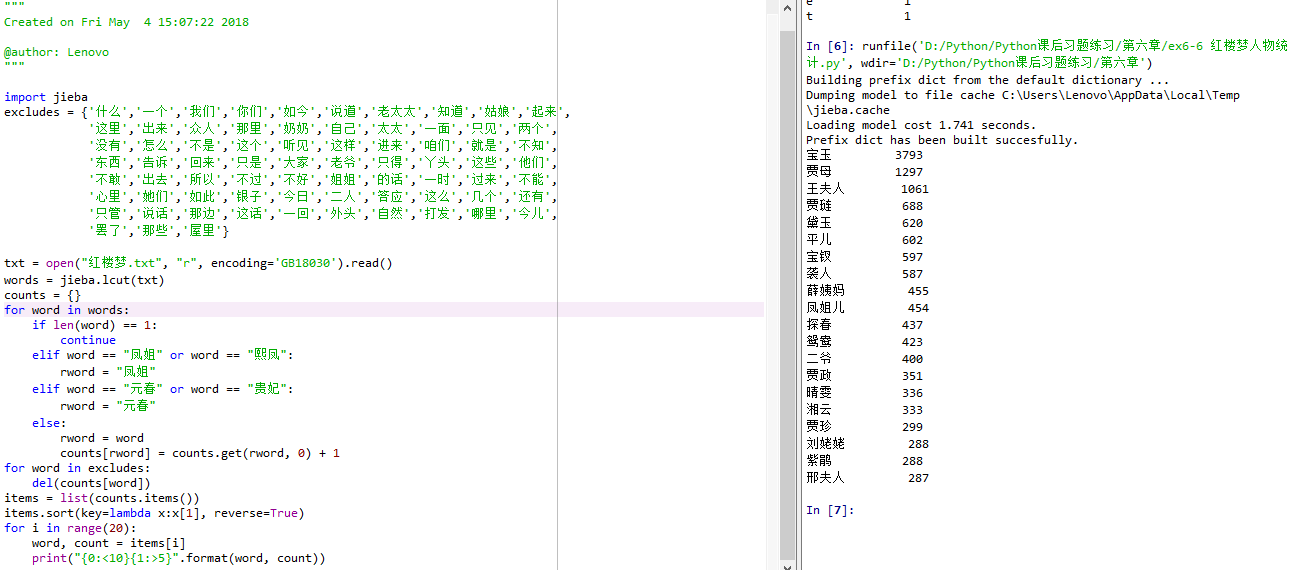 """
Created on Fri May  4 15:07:22 2018
@author: Lenovo
"""
import jieba
excludes = {'什么','一个','我们','你们','如今','说道','老太太','知道','姑娘','起来',
'这里','出来','众人','那里','奶奶','自己','太太','一面','只见','两个',
'没有','怎么','不是','这个','听见','这样','进来','咱们','就是','不知',
'东西','告诉','回来','只是','大家','老爷','只得','丫头','这些','他们',
'不敢','出去','所以','不过','不好','姐姐','的话','一时','过来','不能',
'心里','她们','如此','银子','今日','二人','答应','这么','几个','还有',
'只管','说话','那边','这话','一回','外头','自然','打发','哪里','今儿',
'罢了','那些','屋里'}
txt = open("红楼梦.txt", "r", encoding='GB18030').read()
words = jieba.lcut(txt)
counts = {}
for word in words:
    if len(word) == 1:
        continue
    elif word == "凤姐" or word == "熙凤":
        rword = "凤姐"
    elif word == "元春" or word == "贵妃":
        rword = "元春"
    else:
        rword = word
        counts[rword] = counts.get(rword, 0) + 1
for word in excludes:
    del(counts[word])
items = list(counts.items())
items.sort(key=lambda x:x[1], reverse=True)
for i in range(20):
    word, count = items[i]
    print("{0:<10}{1:>5}".format(word, count))
e 1
t 1
In [6]: runfile('D:/Python/Python课后习题练习/第六章/ex6-6 红楼梦人物统
计.py', wdir='D:/Python/Python课后习题练习/第六章')
Building prefix dict from the default dictionary ...
Dumping model to file cache C:\Users\Lenovo\AppData\Local\Temp
\jieba.cache
Loading model cost 1.741 seconds.
Prefix dict has been built succesfully.
宝玉 3793
贾母 1297
王夫人 1061
贾琏 688
黛玉 620
平儿 602
宝钗 597
袭人 587
薛姨妈 455
凤姐儿 454
探春 437
鸳鸯 423
二爷 400
贾政 351
晴雯 336
湘云 333
贾珍 299
刘姥姥 288
紫鹃 288
邢夫人 287
In [7]: